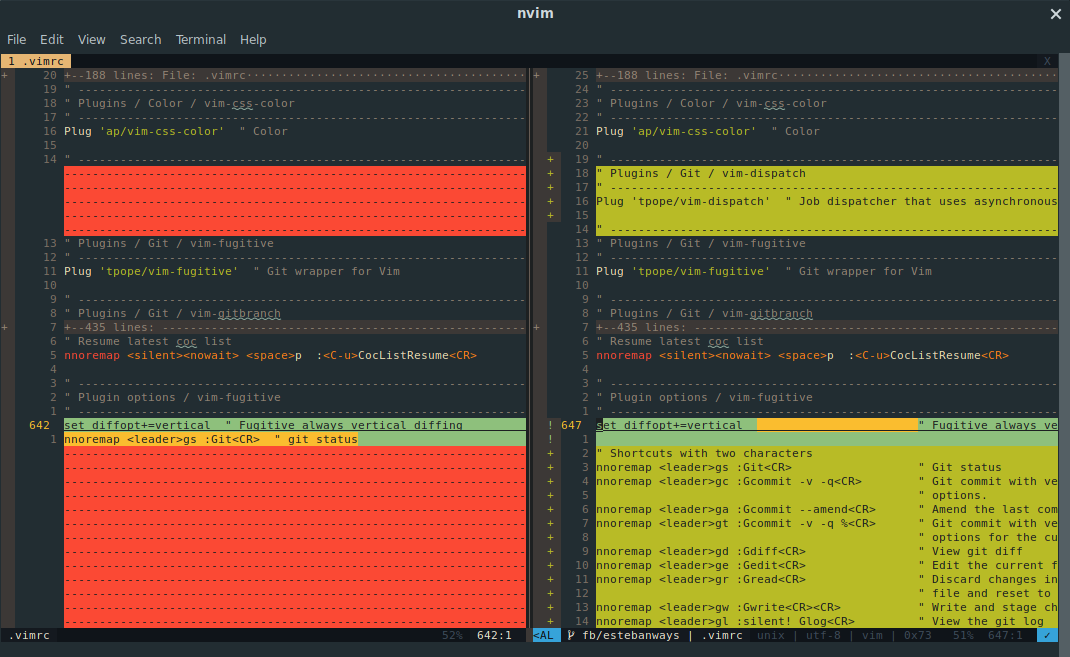 nvim
File Edit View Search Terminal Help
1 .vimrc X
+ 20 +--188 lines: File: .vimrc
19 " ------------------------------------------------------------------
18 " Plugins / Color / vim-css-color
17 " ------------------------------------------------------------------
16 Plug 'ap/vim-css-color'  " Color
15
14 " ------------------------------------------------------------------
13 " Plugins / Git / vim-fugitive
12 " ------------------------------------------------------------------
11 Plug 'tpope/vim-fugitive'  " Git wrapper for Vim
10
9 " ------------------------------------------------------------------
8 " Plugins / Git / vim-gitbranch
+ 7 +--435 lines: ----------------------------------------------------
6 " Resume latest coc list
5 nnoremap <silent><nowait> <space>p  :<C-u>CocListResume<CR>
4
3 " ------------------------------------------------------------------
2 " Plugin options / vim-fugitive
1 " ------------------------------------------------------------------
642 set diffopt+=vertical  " Fugitive always vertical diffing
1 nnoremap <leader>gs :Git<CR>  " git status
.vimrc 52% 642:1
+ 25 +--188 lines: File: .vimrc
24 " ------------------------------------------------------------------
23 " Plugins / Color / vim-css-color
22 " ------------------------------------------------------------------
21 Plug 'ap/vim-css-color'  " Color
20
+ 19 " ------------------------------------------------------------------
+ 18 " Plugins / Git / vim-dispatch
+ 17 " ------------------------------------------------------------------
+ 16 Plug 'tpope/vim-dispatch'  " Job dispatcher that uses asynchronous
+ 15
14 " ------------------------------------------------------------------
13 " Plugins / Git / vim-fugitive
12 " ------------------------------------------------------------------
11 Plug 'tpope/vim-fugitive'  " Git wrapper for Vim
10
9 " ------------------------------------------------------------------
8 " Plugins / Git / vim-gitbranch
+ 7 +--435 lines: ----------------------------------------------------
6 " Resume latest coc list
5 nnoremap <silent><nowait> <space>p  :<C-u>CocListResume<CR>
4
3 " ------------------------------------------------------------------
2 " Plugin options / vim-fugitive
1 " ------------------------------------------------------------------
! 647 set diffopt+=vertical " Fugitive always ve
! 1
+ 2 " Shortcuts with two characters
+ 3 nnoremap <leader>gs :Git<CR> " Git status
+ 4 nnoremap <leader>gc :Gcommit -v -q<CR> " Git commit with ve
+ 5 " options.
+ 6 nnoremap <leader>ga :Gcommit --amend<CR> " Amend the last com
+ 7 nnoremap <leader>gt :Gcommit -v -q %<CR> " Git commit with ve
+ 8 " options for the cu
+ 9 nnoremap <leader>gd :Gdiff<CR> " View git diff
+ 10 nnoremap <leader>ge :Gedit<CR> " Edit the current f
+ 11 nnoremap <leader>gr :Gread<CR> " Discard changes in
+ 12 " file and reset to
+ 13 nnoremap <leader>gw :Gwrite<CR><CR> " Write and stage ch
+ 14 nnoremap <leader>gl :silent! Glog<CR> " View the git log
<AL fb/estebanways | .vimrc unix | utf-8 | vim | 0x73 51% 647:1 ✓